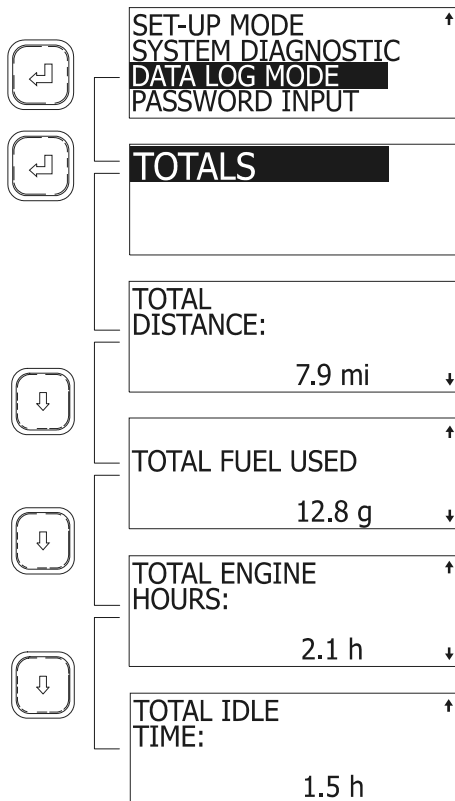 SET-UP MODE
SYSTEM DIAGNOSTIC
DATA LOG MODE
PASSWORD INPUT
TOTALS
TOTAL
DISTANCE:
7.9 mi
TOTAL FUEL USED
12.8 g
TOTAL ENGINE
HOURS:
2.1 h
TOTAL IDLE
TIME:
1.5 h